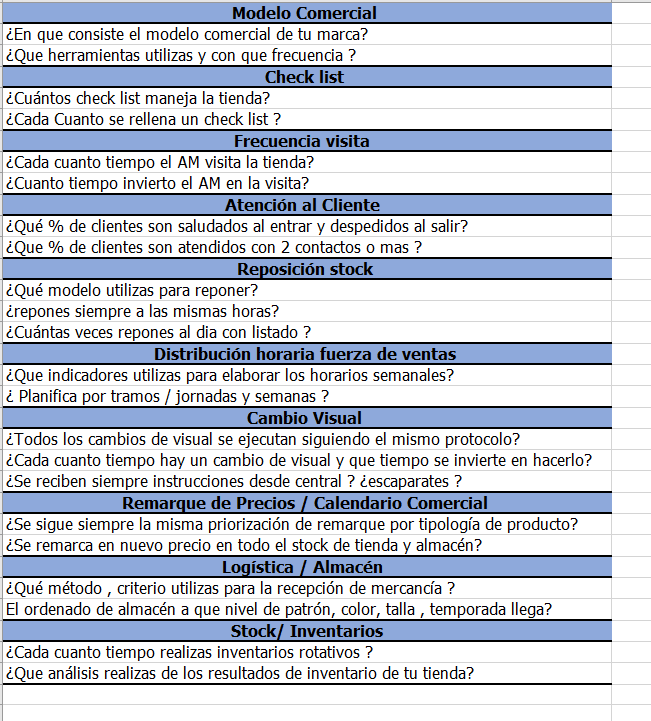 Modelo Comercial
¿En que consiste el modelo comercial de tu marca?
¿Que herramientas utilizas y con que frecuencia ?
Check list
¿Cuántos check list maneja la tienda?
¿Cada Cuanto se rellena un check list ?
Frecuencia visita
¿Cada cuanto tiempo el AM visita la tienda?
¿Cuanto tiempo invierto el AM en la visita?
Atención al Cliente
¿Qué % de clientes son saludados al entrar y despedidos al salir?
¿Que % de clientes son atendidos con 2 contactos o mas ?
Reposición stock
¿Qué modelo utilizas para reponer?
¿repones siempre a las mismas horas?
¿Cuántas veces repones al dia con listado ?
Distribución horaria fuerza de ventas
¿Que indicadores utilizas para elaborar los horarios semanales?
¿ Planifica por tramos / jornadas y semanas ?
Cambio Visual
¿Todos los cambios de visual se ejecutan siguiendo el mismo protocolo?
¿Cada cuanto tiempo hay un cambio de visual y que tiempo se invierte en hacerlo?
¿Se reciben siempre instrucciones desde central ? ¿escaparates ?
Remarque de Precios / Calendario Comercial
¿Se sigue siempre la misma priorización de remarque por tipología de producto?
¿Se remarca en nuevo precio en todo el stock de tienda y almacén?
Logística / Almacén
¿Qué método , criterio utilizas para la recepción de mercancía ?
El ordenado de almacén a que nivel de patrón, color, talla , temporada llega?
Stock/ Inventarios
¿Cada cuanto tiempo realizas inventarios rotativos ?
¿Que análisis realizas de los resultados de inventario de tu tienda?